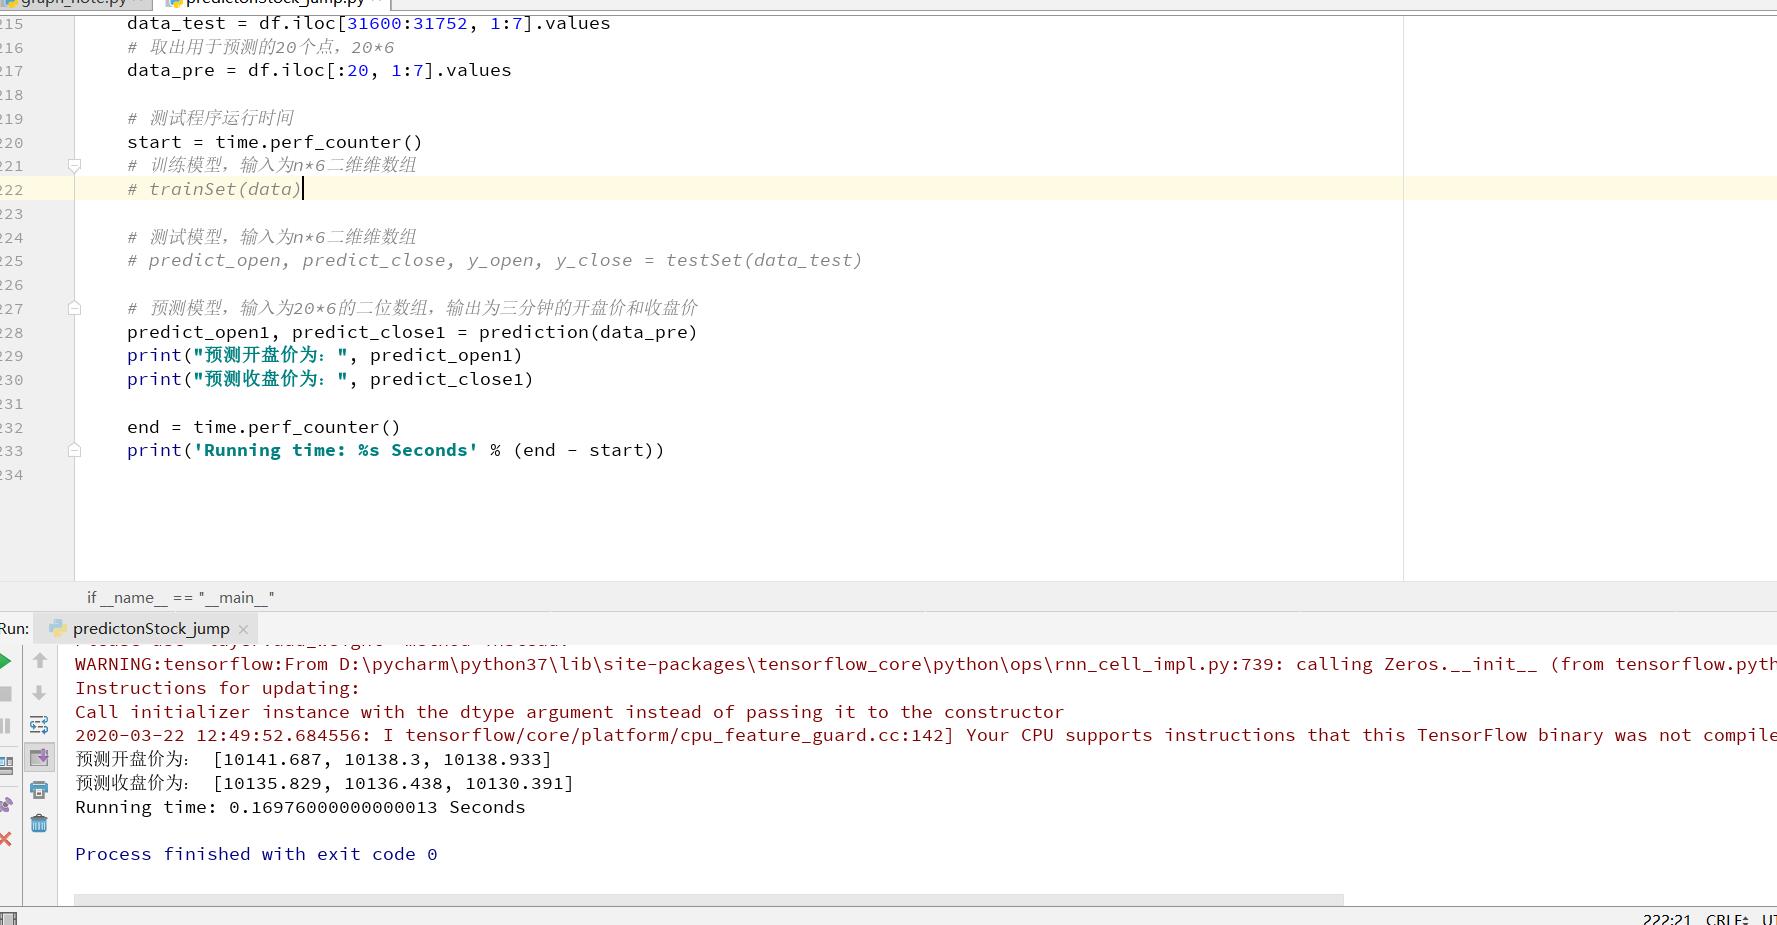 graph_note.py
predictonStock_jump.py
215 data_test = df.iloc[31600:31752, 1:7].values
216 # 取出用于预测的20个点，20*6
217 data_pre = df.iloc[:20, 1:7].values
218
219 # 测试程序运行时间
220 start = time.perf_counter()
221 # 训练模型，输入为n*6二维维数组
222 # trainSet(data)
223
224 # 测试模型，输入为n*6二维维数组
225 # predict_open, predict_close, y_open, y_close = testSet(data_test)
226
227 # 预测模型，输入为20*6的二位数组，输出为三分钟的开盘价和收盘价
228 predict_open1, predict_close1 = prediction(data_pre)
229 print("预测开盘价为：", predict_open1)
230 print("预测收盘价为：", predict_close1)
231
232 end = time.perf_counter()
233 print('Running time: %s Seconds' % (end - start))
234
if __name__ == "__main__"
Run: predictonStock_jump
WARNING:tensorflow:From D:\pycharm\python37\lib\site-packages\tensorflow_core\python\ops\rnn_cell_impl.py:739: calling Zeros.__init__ (from tensorflow.pyth
Instructions for updating:
Call initializer instance with the dtype argument instead of passing it to the constructor
2020-03-22 12:49:52.684556: I tensorflow/core/platform/cpu_feature_guard.cc:142] Your CPU supports instructions that this TensorFlow binary was not compile
预测开盘价为： [10141.687, 10138.3, 10138.933]
预测收盘价为： [10135.829, 10136.438, 10130.391]
Running time: 0.16976000000000013 Seconds
Process finished with exit code 0
222:21 CRLF UT